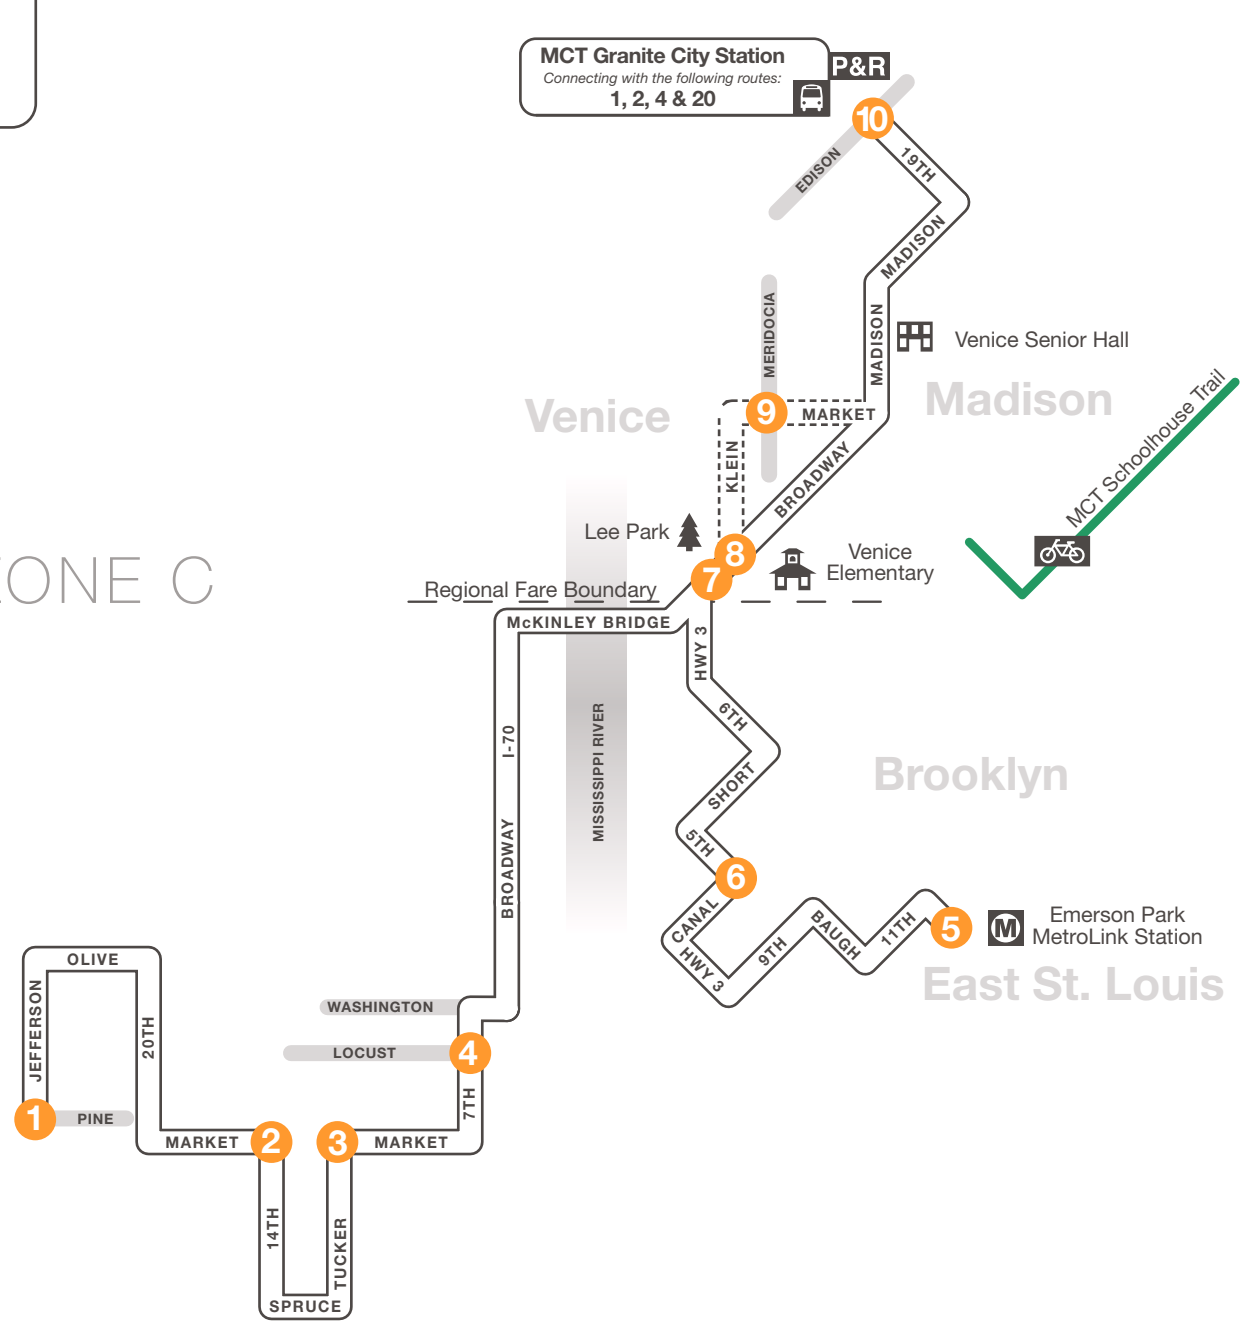 MCT Granite City Station
Connecting with the following routes:
1, 2, 4 & 20
P&R
10
19TH
EDISON
MADISON
MERIDOCIA
MADISON
Venice Senior Hall
Venice
Madison
MCT Schoolhouse Trail
9
MARKET
KLEIN
BROADWAY
Lee Park
8
7
Venice
Elementary
ONE C
Regional Fare Boundary
McKINLEY BRIDGE
HWY 3
6TH
I-70
MISSISSIPPI RIVER
Brooklyn
SHORT
5TH
BROADWAY
6
CANAL
HWY 3
9TH
BAUGH
11TH
5
M
Emerson Park
MetroLink Station
East St. Louis
OLIVE
JEFFERSON
20TH
WASHINGTON
LOCUST
4
7TH
1
PINE
MARKET
2
3
MARKET
14TH
TUCKER
SPRUCE